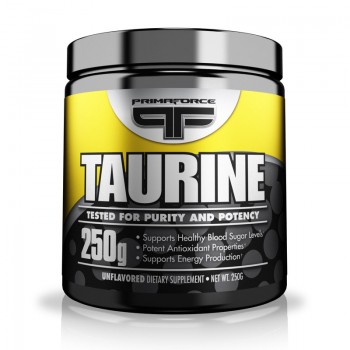 PRIMAFORCE
TAURINE
TESTED FOR PURITY AND POTENCY
250g
• Supports Healthy Blood Sugar Levels*
• Potent Antioxidant Properties*
• Supports Energy Production*
UNFLAVORED DIETARY SUPPLEMENT • NET WT. 250G